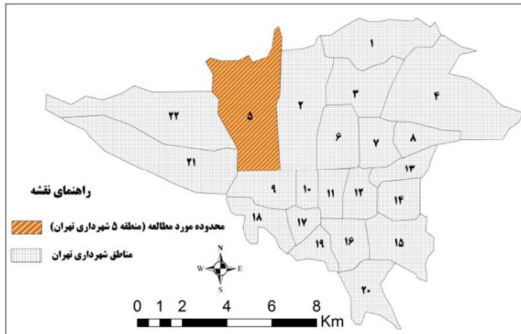 ۱
۳
۴
۵
۲
۶
۷
۸
۲۲
۲۱
۱۳
۹
۱۰
۱۱
۱۲
۱۴
۱۸
۱۷
۱۹
۱۶
۱۵
۲۰
راهنمای نقشه
محدوده مورد مطالعه (منطقه ۵ شهرداری تهران)
مناطق شهرداری تهران
N
W E
S
0 1 2 4 6 8
Km